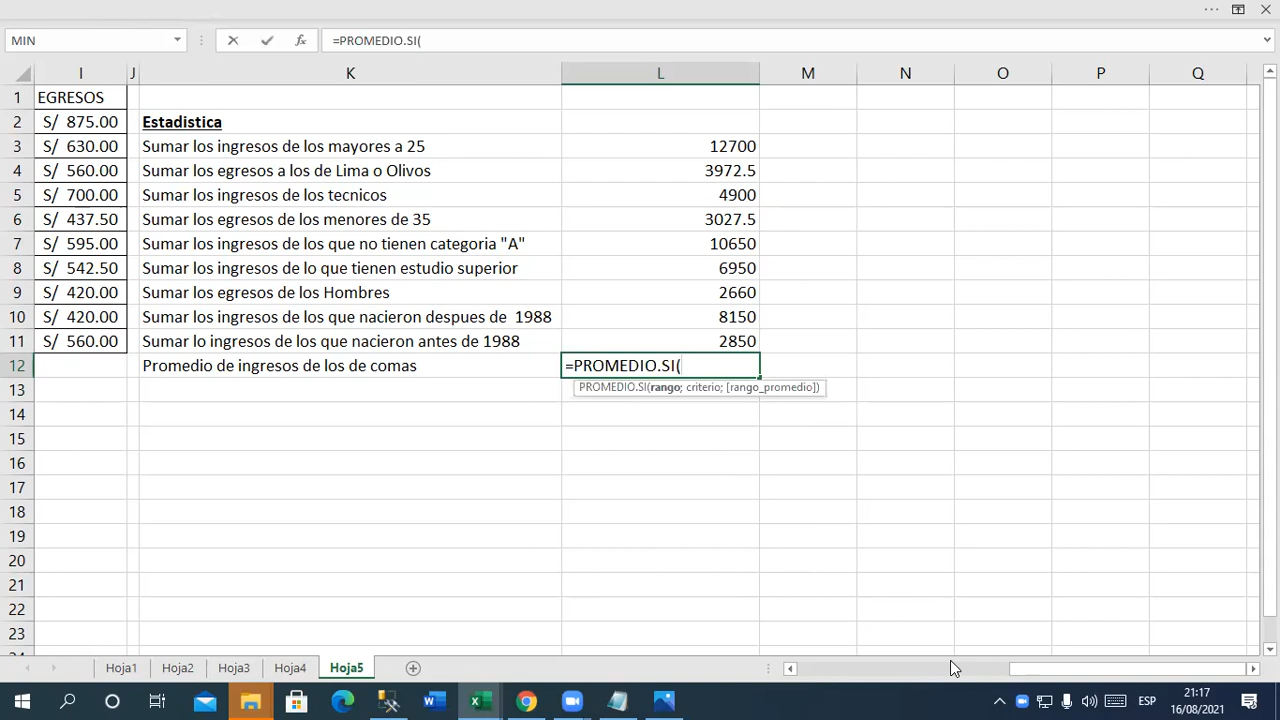 MIN
=PROMEDIO.SI(
I J K L M N O P Q
1 EGRESOS
2 S/ 875.00 Estadistica
3 S/ 630.00 Sumar los ingresos de los mayores a 25 12700
4 S/ 560.00 Sumar los egresos a los de Lima o Olivos 3972.5
5 S/ 700.00 Sumar los ingresos de los tecnicos 4900
6 S/ 437.50 Sumar los egresos de los menores de 35 3027.5
7 S/ 595.00 Sumar los ingresos de los que no tienen categoria "A" 10650
8 S/ 542.50 Sumar los ingresos de lo que tienen estudio superior 6950
9 S/ 420.00 Sumar los egresos de los Hombres 2660
10 S/ 420.00 Sumar los ingresos de los que nacieron despues de 1988 8150
11 S/ 560.00 Sumar lo ingresos de los que nacieron antes de 1988 2850
12 Promedio de ingresos de los de comas =PROMEDIO.SI(
PROMEDIO.SI(rango; criterio; [rango_promedio])
13
14
15
16
17
18
19
20
21
22
23
Hoja1 Hoja2 Hoja3 Hoja4 Hoja5
ESP
21:17
16/08/2021